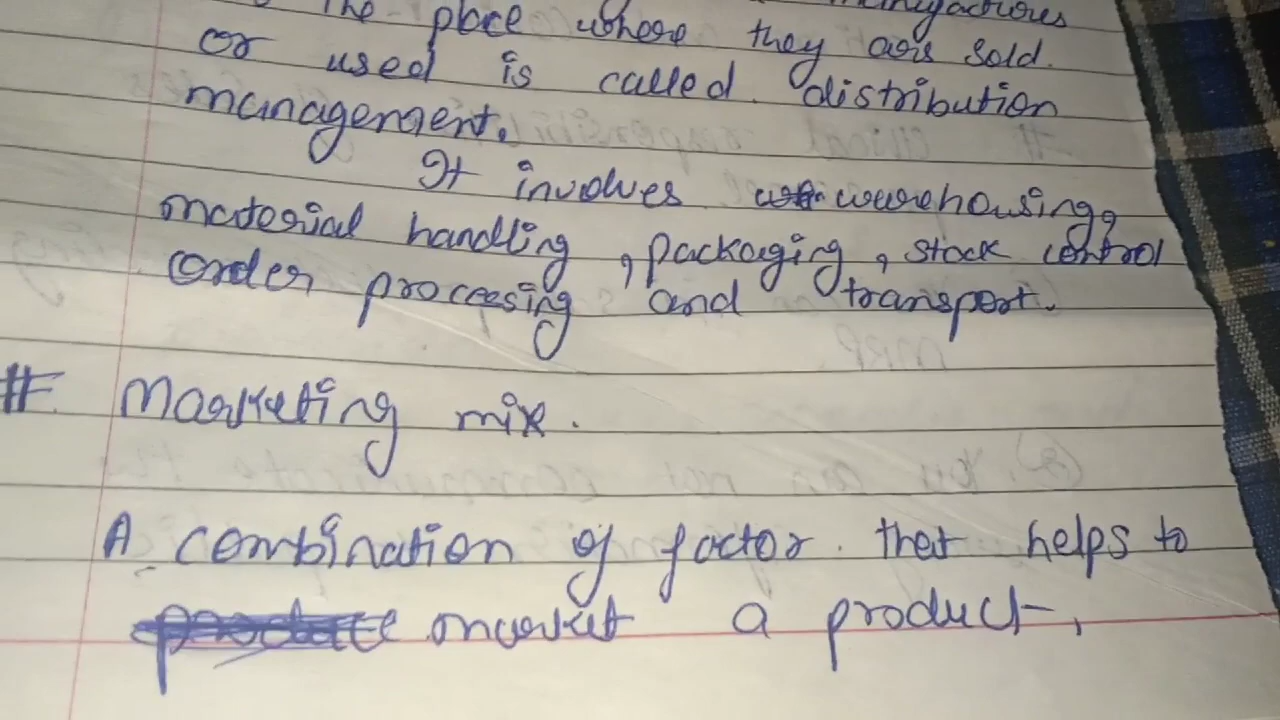 the place where they are sold.
or used is called distribution
management.
It involves warehousing,
material handling, packaging, stock control
order procressing and transport.
# Marketing mix.
A combination of factor that helps to
market a product,